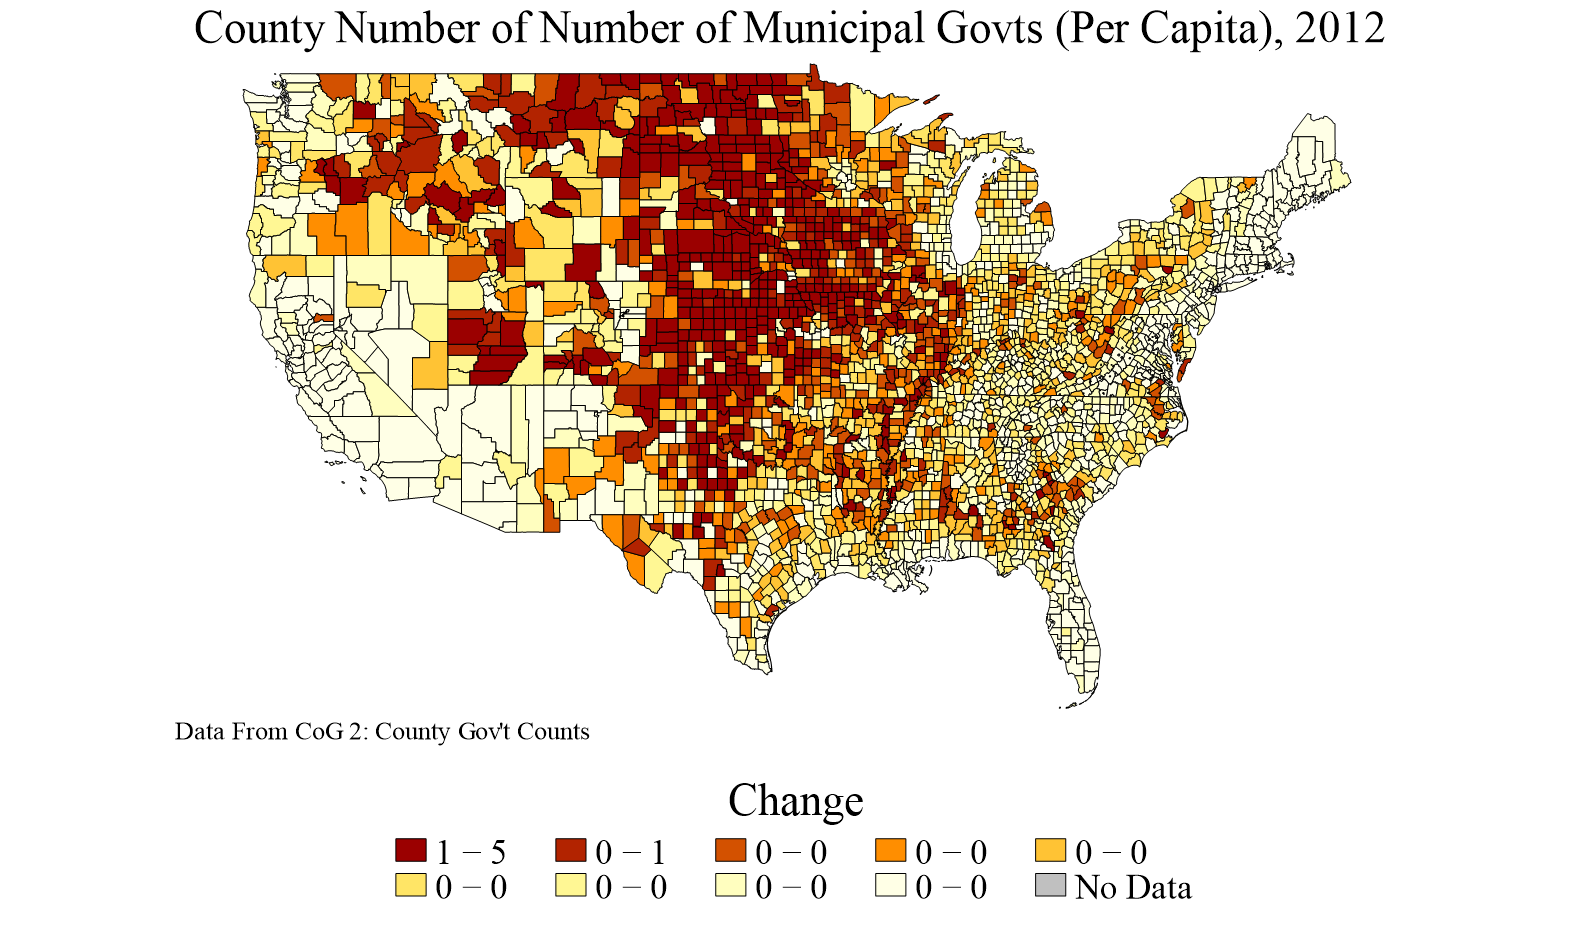 County Number of Number of Municipal Govts (Per Capita), 2012
Data From CoG 2: County Gov't Counts
Change
1 − 5 0 − 1 0 − 0 0 − 0 0 − 0
0 − 0 0 − 0 0 − 0 0 − 0 No Data